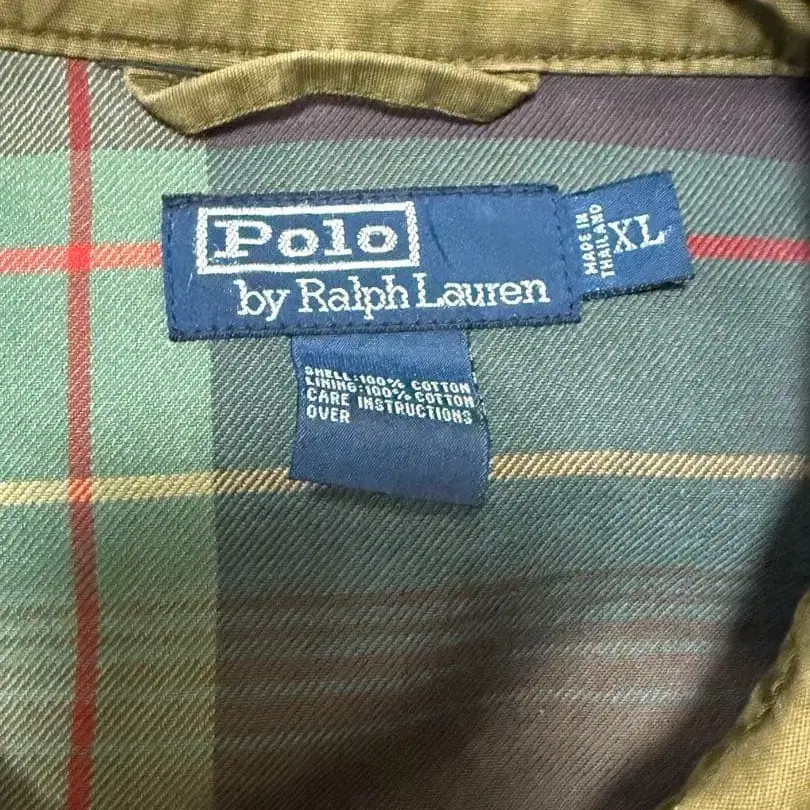 Polo
by Ralph Lauren
MADE IN
THAILAND
XL
SHELL:100% COTTON
LINING:100% COTTON
CARE INSTRUCTIONS
OVER